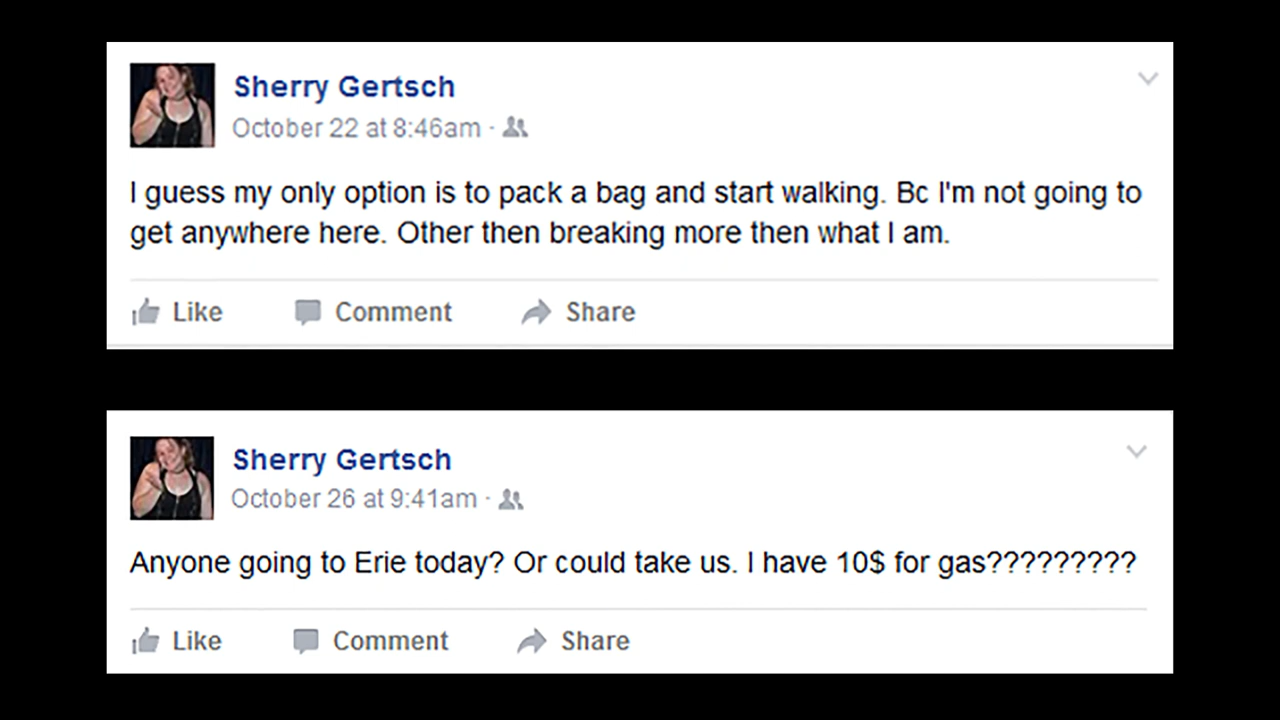 Sherry Gertsch
October 22 at 8:46am ·
I guess my only option is to pack a bag and start walking. Bc I'm not going to
get anywhere here. Other then breaking more then what I am.
Like Comment Share
Sherry Gertsch
October 26 at 9:41am ·
Anyone going to Erie today? Or could take us. I have 10$ for gas?????????
Like Comment Share